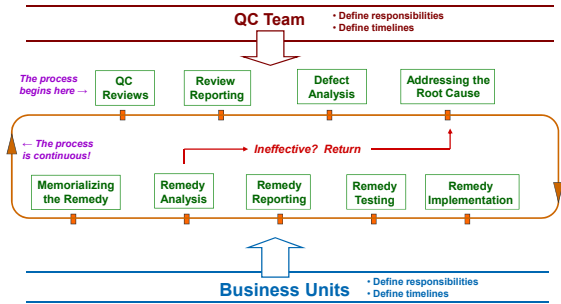 QC Team
• Define responsibilities
• Define timelines
The process
begins here →
QC
Reviews
Review
Reporting
Defect
Analysis
Addressing the
Root Cause
← The process
is continuous!
Ineffective? Return
Memorializing
the Remedy
Remedy
Analysis
Remedy
Reporting
Remedy
Testing
Remedy
Implementation
Business Units
• Define responsibilities
• Define timelines